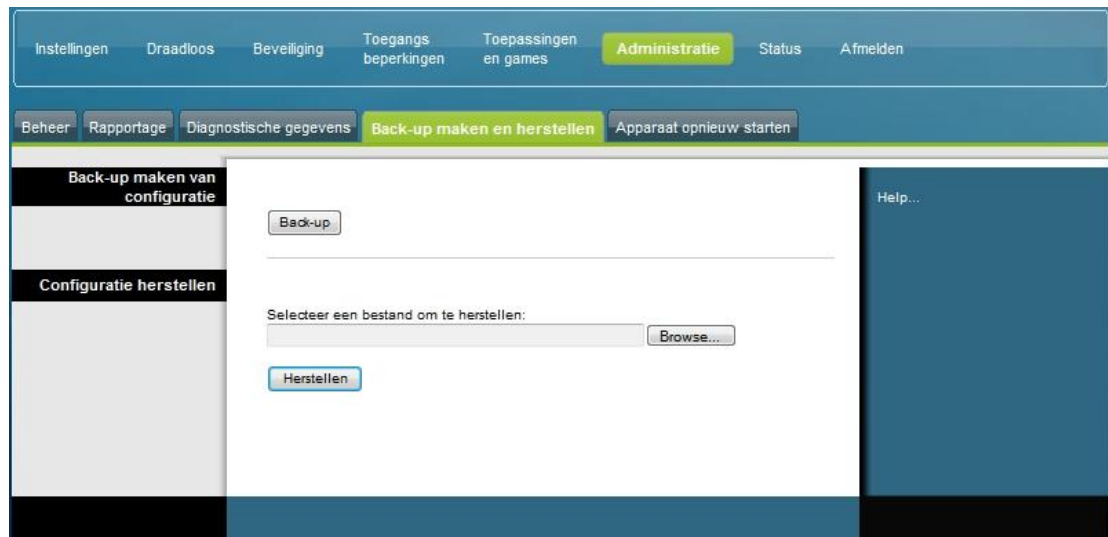 Instellingen Draadloos Beveiliging Toegangs beperkingen Toepassingen en games Administratie Status Afmelden
Beheer Rapportage Diagnostische gegevens Back-up maken en herstellen Apparaat opnieuw starten
Back-up maken van
configuratie
Help...
Back-up
Configuratie herstellen
Selecteer een bestand om te herstellen:
Browse...
Herstellen